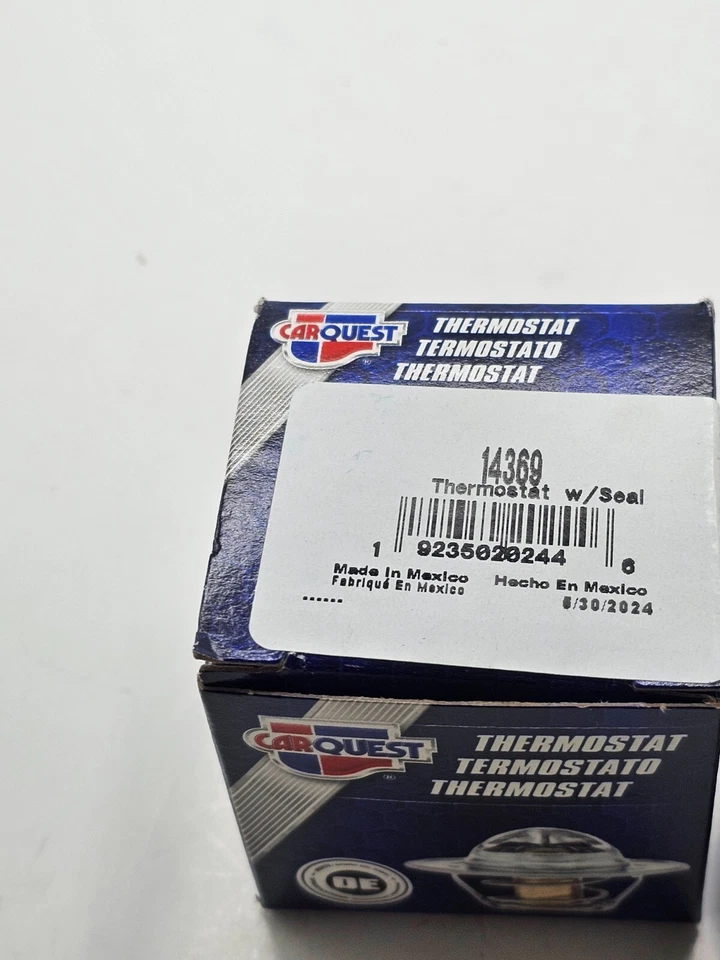 CARQUEST
®
THERMOSTAT
TERMOSTATO
THERMOSTAT
14369
Thermostat w/Seal
1 9235020244 6
Made In Mexico Hecho En Mexico
Fabriqué En Mexico
5/30/2024
CARQUEST
®
THERMOSTAT
TERMOSTATO
THERMOSTAT
OE